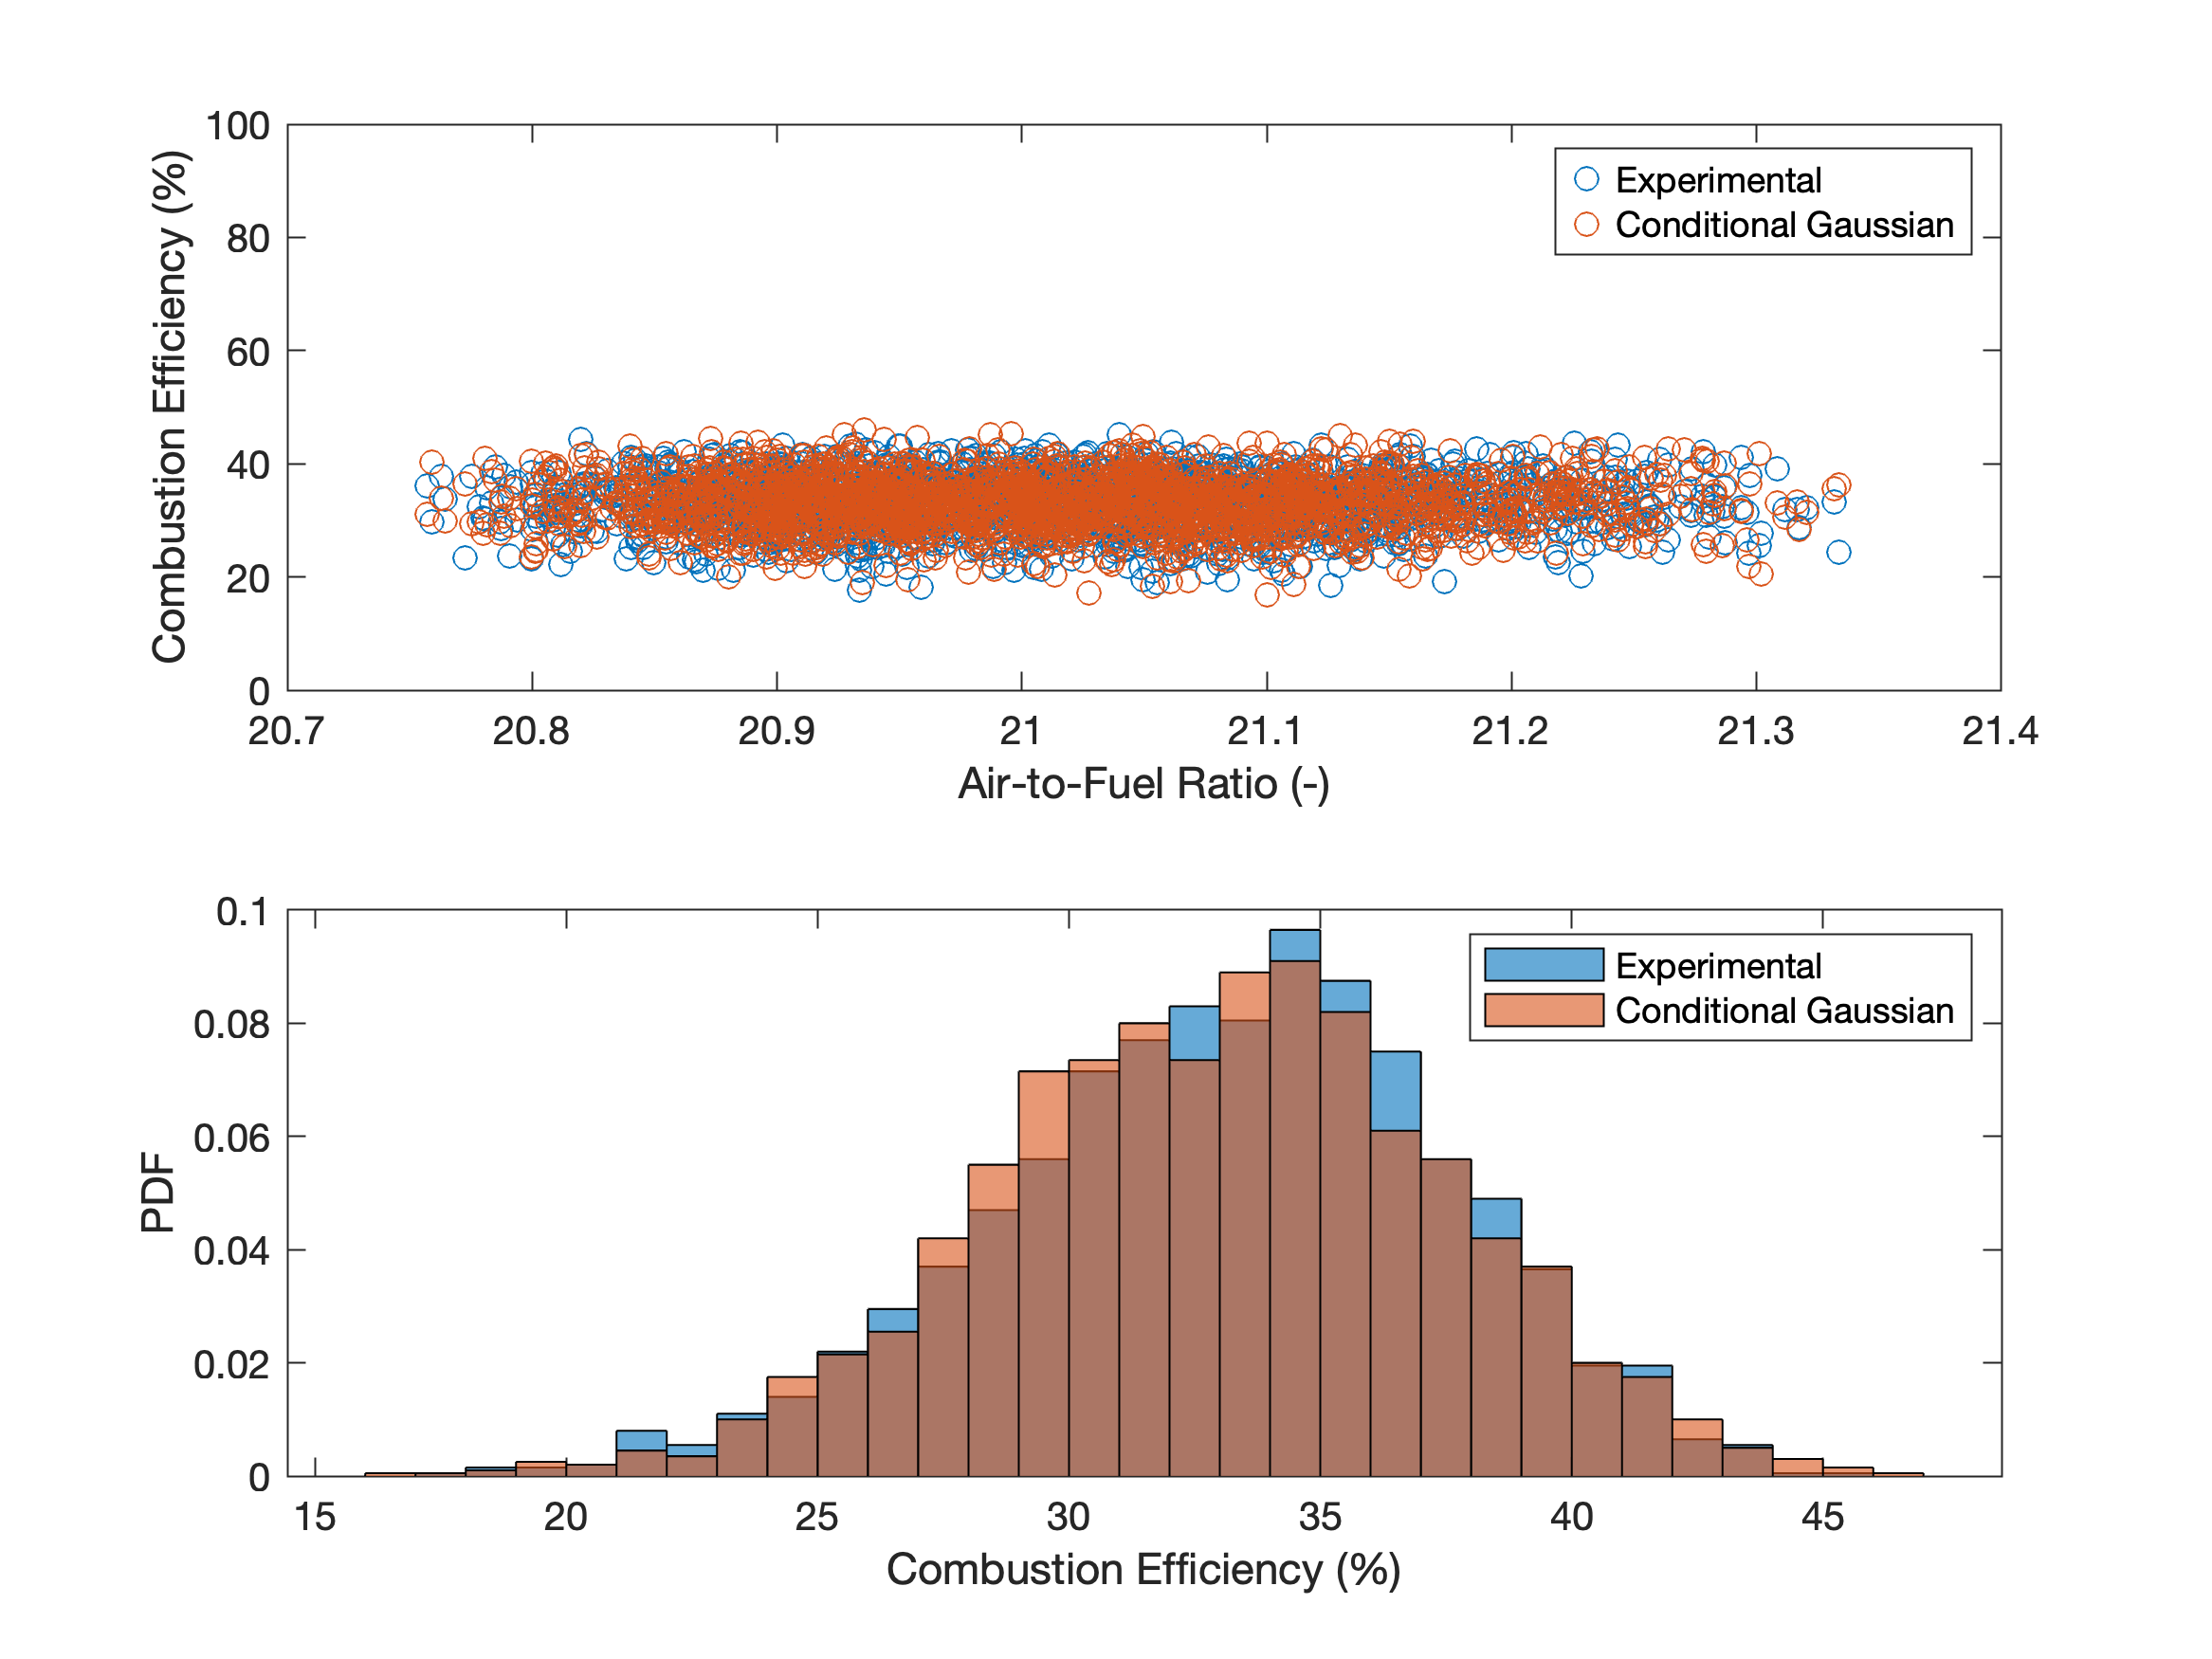 100
80
60
40
20
0
Combustion Efficiency (%)
Experimental
Conditional Gaussian
20.7 20.8 20.9 21 21.1 21.2 21.3 21.4
Air-to-Fuel Ratio (-)
0.1
0.08
0.06
0.04
0.02
0
PDF
Experimental
Conditional Gaussian
15 20 25 30 35 40 45
Combustion Efficiency (%)